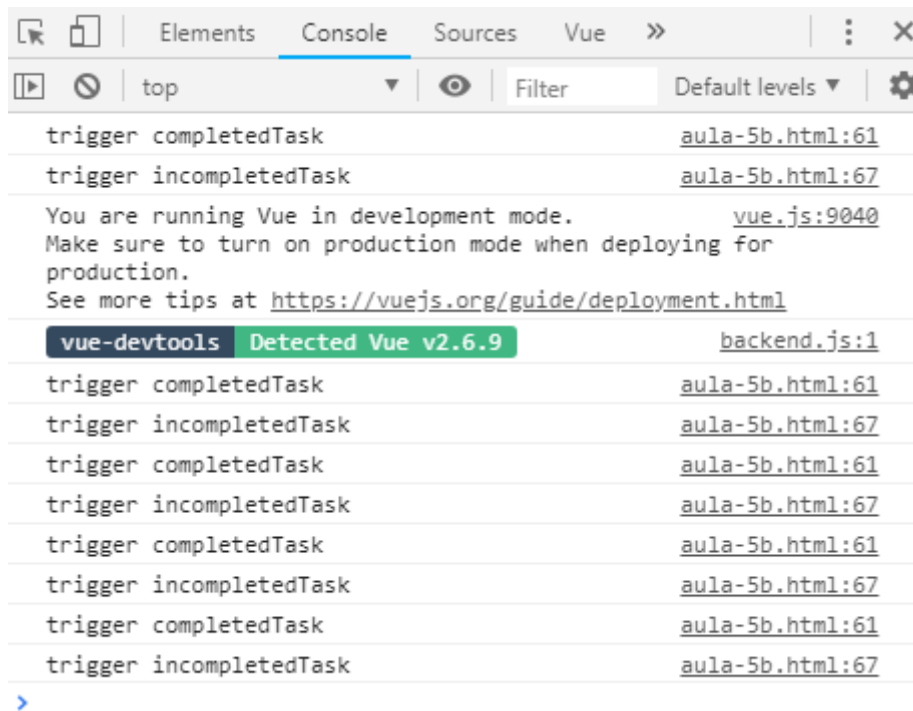 Elements Console Sources Vue »
top Filter Default levels
trigger completedTask aula-5b.html:61
trigger incompletedTask aula-5b.html:67
You are running Vue in development mode. vue.js:9040
Make sure to turn on production mode when deploying for
production.
See more tips at https://vuejs.org/guide/deployment.html
vue-devtools Detected Vue v2.6.9 backend.js:1
trigger completedTask aula-5b.html:61
trigger incompletedTask aula-5b.html:67
trigger completedTask aula-5b.html:61
trigger incompletedTask aula-5b.html:67
trigger completedTask aula-5b.html:61
trigger incompletedTask aula-5b.html:67
trigger completedTask aula-5b.html:61
trigger incompletedTask aula-5b.html:67
>